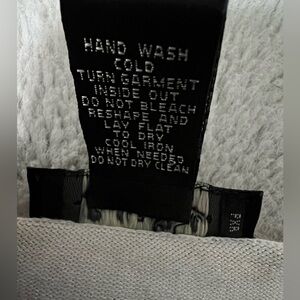 HAND WASH
COLD
TURN GARMENT
INSIDE OUT
DO NOT BLEACH
RESHAPE AND
LAY FLAT
TO DRY
COOL IRON
WHEN NEEDED
DO NOT DRY CLEAN